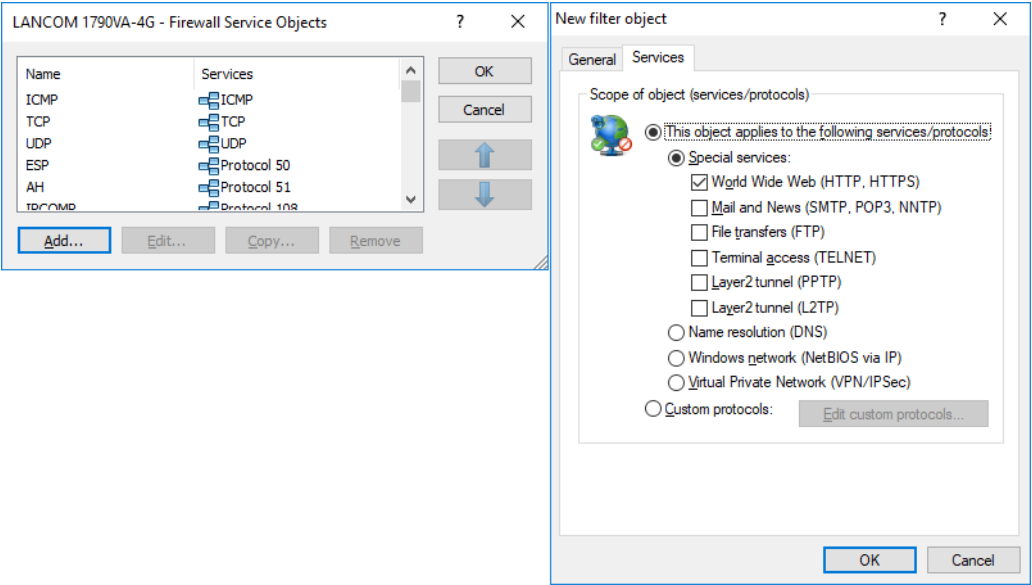 LANCOM 1790VA-4G - Firewall Service Objects ? X
Name Services
ICMP ICMP
TCP TCP
UDP UDP
ESP Protocol 50
AH Protocol 51
IPCOMP Protocol 108
OK
Cancel
Add... Edit... Copy... Remove
New filter object ? X
General Services
Scope of object (services/protocols)
This object applies to the following services/protocols
Special services:
World Wide Web (HTTP, HTTPS)
Mail and News (SMTP, POP3, NNTP)
File transfers (FTP)
Terminal access (TELNET)
Layer2 tunnel (PPTP)
Layer2 tunnel (L2TP)
Name resolution (DNS)
Windows network (NetBIOS via IP)
Virtual Private Network (VPN/IPSec)
Custom protocols: Edit custom protocols...
OK Cancel